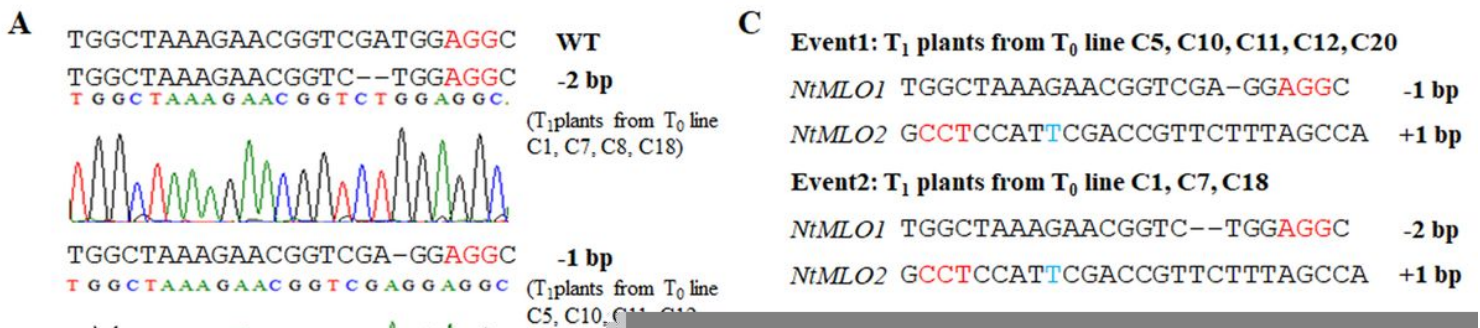 A
TGGCTAAAGAACGGTCGATGGAGGC WT
TGGCTAAAGAACGGTC--TGGAGGC -2 bp
T GGCTAAAGAACGGTCTGGAGGC.
(T1plants from T0 line
C1, C7, C8, C18)
TGGCTAAAGAACGGTCGA-GGAGGC -1 bp
T GGCTAAAGAACGGTCGAGGAGGC
(T1plants from T0 line
C5, C10,
C
Event1: T1 plants from T0 line C5, C10, C11, C12, C20
NtMLO1 TGGCTAAAGAACGGTCGA-GGAGGC -1 bp
NtMLO2 GCCTCCATTCGACCGTTCTTTAGCCA +1 bp
Event2: T1 plants from T0 line C1, C7, C18
NtMLO1 TGGCTAAAGAACGGTC--TGGAGGC -2 bp
NtMLO2 GCCTCCATTCGACCGTTCTTTAGCCA +1 bp